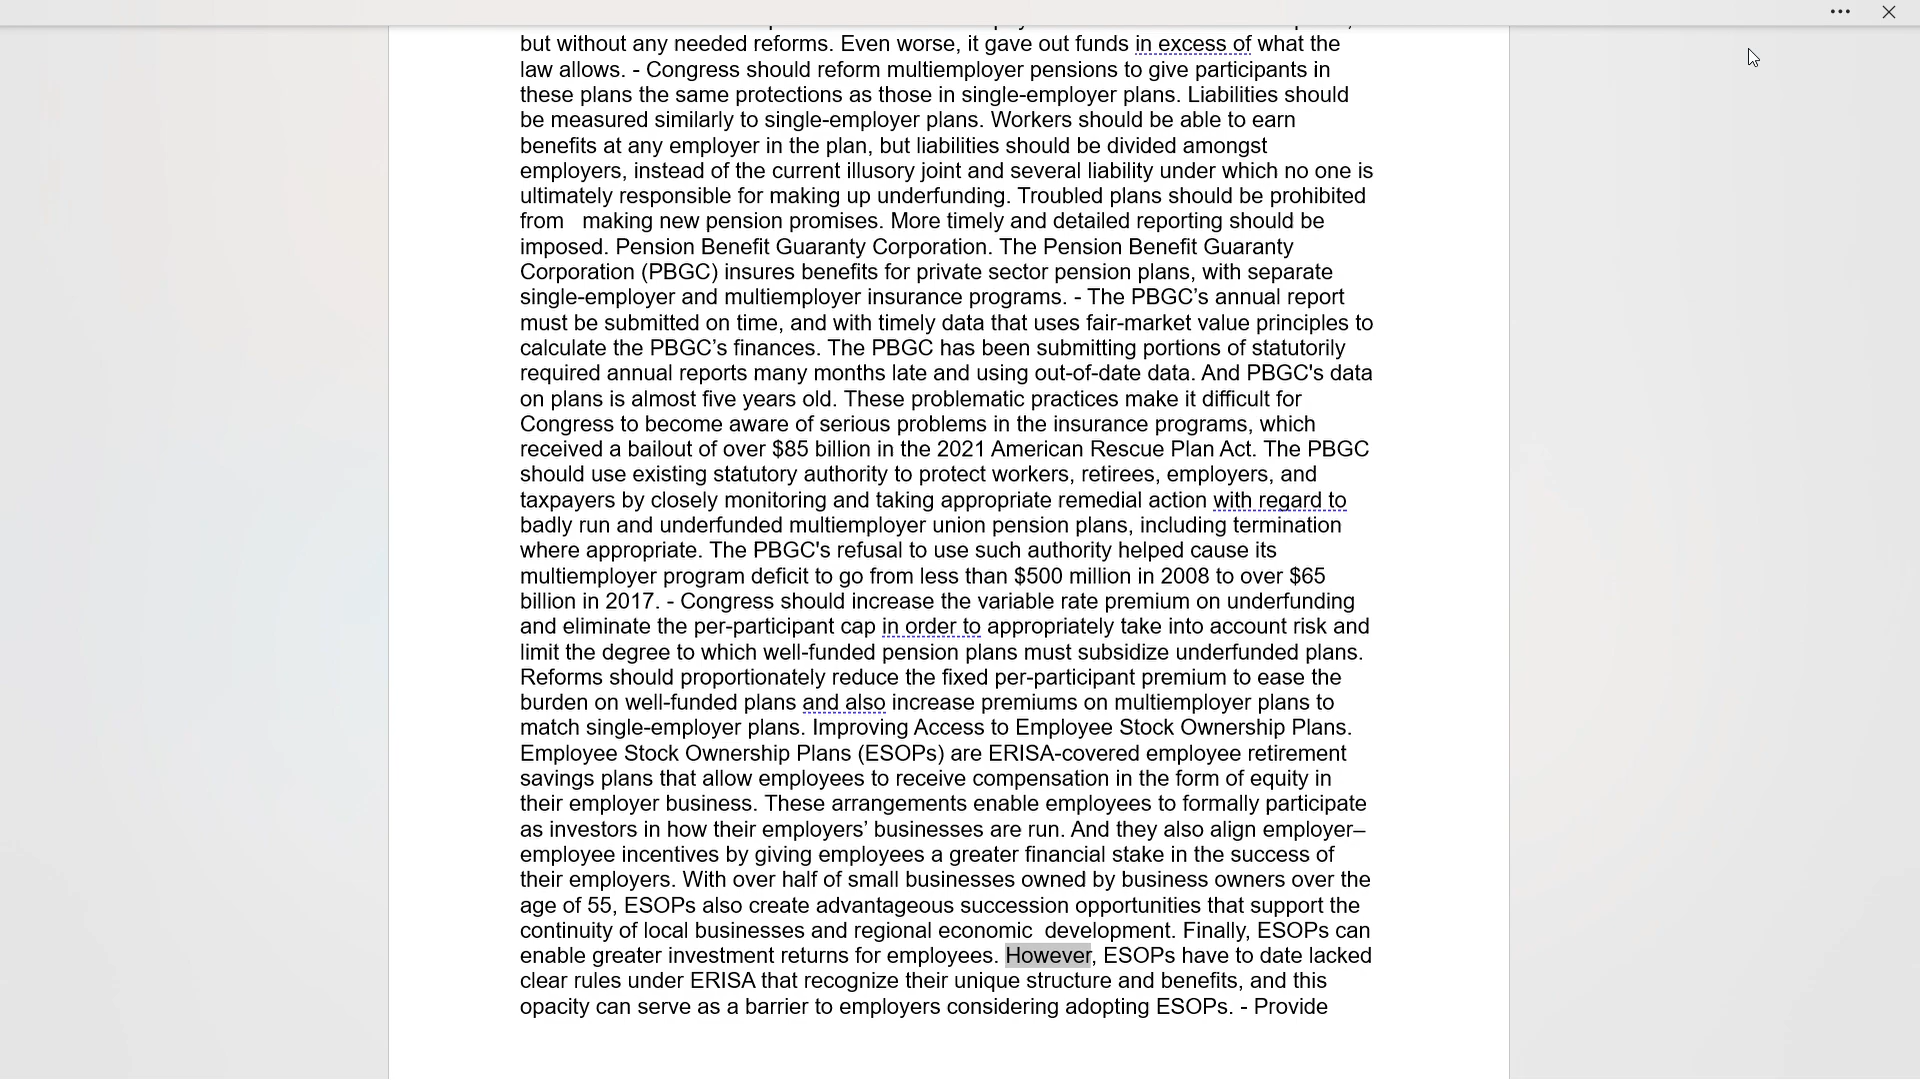 but without any needed reforms. Even worse, it gave out funds in excess of what the
law allows. - Congress should reform multiemployer pensions to give participants in
these plans the same protections as those in single-employer plans. Liabilities should
be measured similarly to single-employer plans. Workers should be able to earn
benefits at any employer in the plan, but liabilities should be divided amongst
employers, instead of the current illusory joint and several liability under which no one is
ultimately responsible for making up underfunding. Troubled plans should be prohibited
from   making new pension promises. More timely and detailed reporting should be
imposed. Pension Benefit Guaranty Corporation. The Pension Benefit Guaranty
Corporation (PBGC) insures benefits for private sector pension plans, with separate
single-employer and multiemployer insurance programs. - The PBGC’s annual report
must be submitted on time, and with timely data that uses fair-market value principles to
calculate the PBGC’s finances. The PBGC has been submitting portions of statutorily
required annual reports many months late and using out-of-date data. And PBGC's data
on plans is almost five years old. These problematic practices make it difficult for
Congress to become aware of serious problems in the insurance programs, which
received a bailout of over $85 billion in the 2021 American Rescue Plan Act. The PBGC
should use existing statutory authority to protect workers, retirees, employers, and
taxpayers by closely monitoring and taking appropriate remedial action with regard to
badly run and underfunded multiemployer union pension plans, including termination
where appropriate. The PBGC's refusal to use such authority helped cause its
multiemployer program deficit to go from less than $500 million in 2008 to over $65
billion in 2017. - Congress should increase the variable rate premium on underfunding
and eliminate the per-participant cap in order to appropriately take into account risk and
limit the degree to which well-funded pension plans must subsidize underfunded plans.
Reforms should proportionately reduce the fixed per-participant premium to ease the
burden on well-funded plans and also increase premiums on multiemployer plans to
match single-employer plans. Improving Access to Employee Stock Ownership Plans.
Employee Stock Ownership Plans (ESOPs) are ERISA-covered employee retirement
savings plans that allow employees to receive compensation in the form of equity in
their employer business. These arrangements enable employees to formally participate
as investors in how their employers’ businesses are run. And they also align employer–
employee incentives by giving employees a greater financial stake in the success of
their employers. With over half of small businesses owned by business owners over the
age of 55, ESOPs also create advantageous succession opportunities that support the
continuity of local businesses and regional economic  development. Finally, ESOPs can
enable greater investment returns for employees. However, ESOPs have to date lacked
clear rules under ERISA that recognize their unique structure and benefits, and this
opacity can serve as a barrier to employers considering adopting ESOPs. - Provide